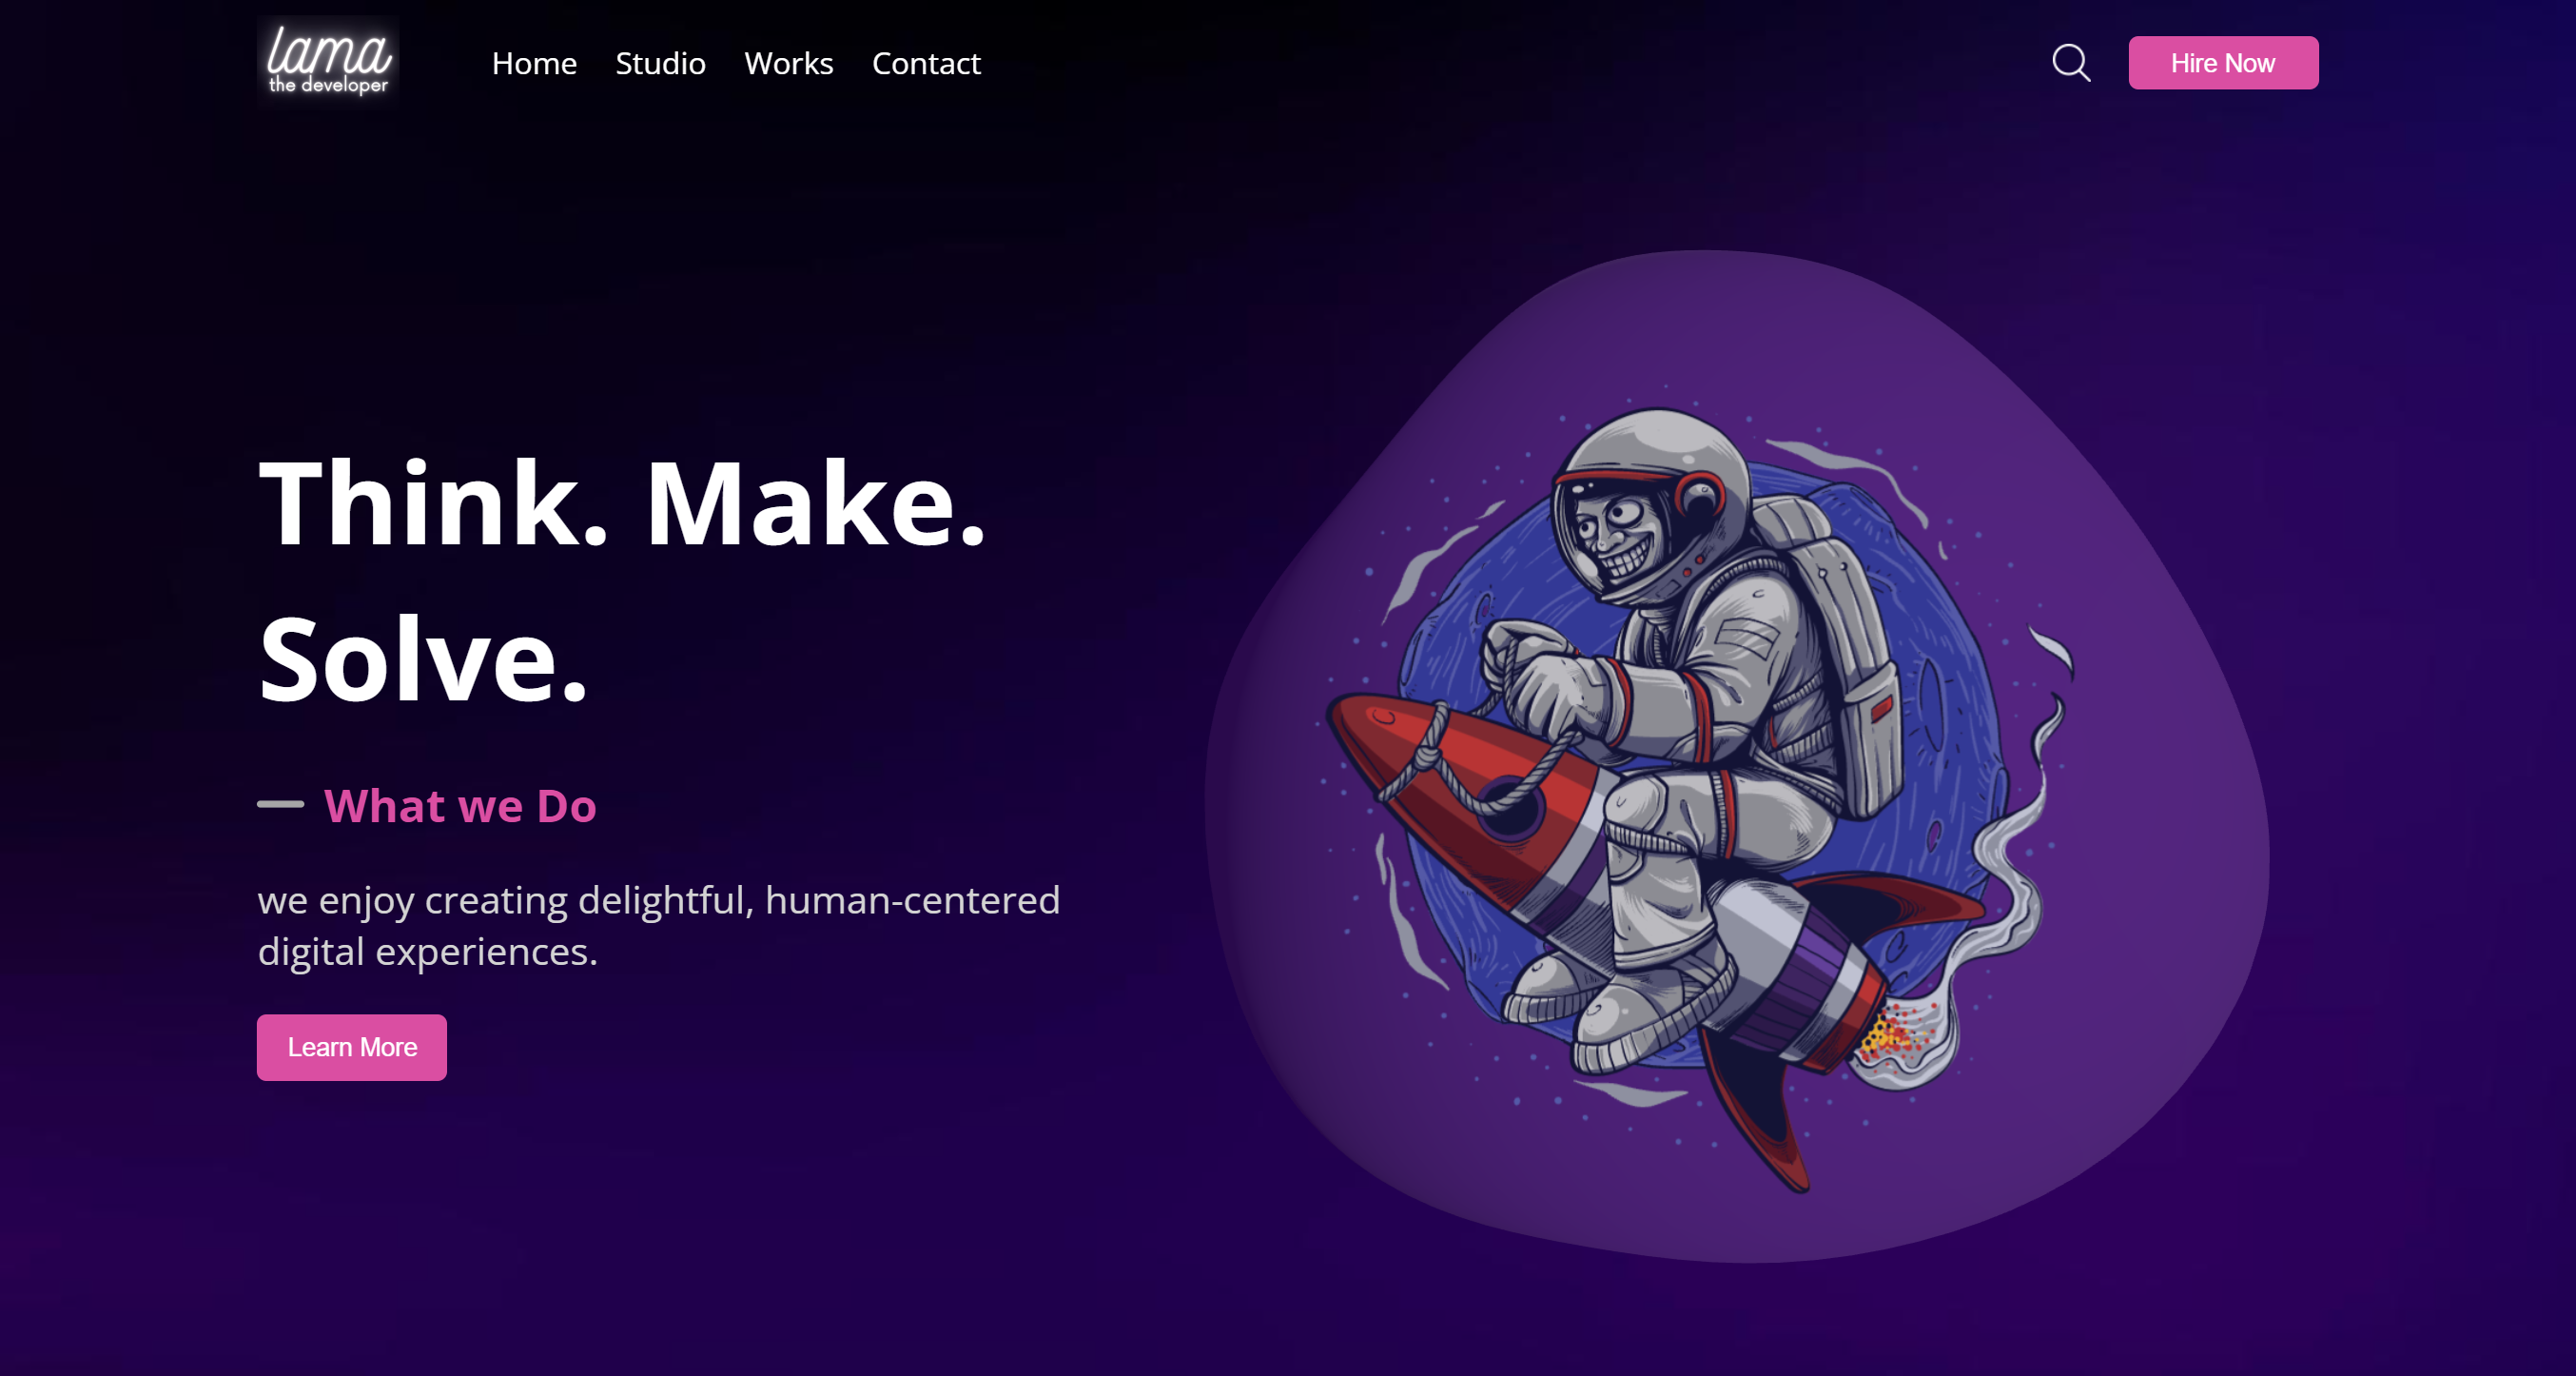 lama
the developer
Home Studio Works Contact
Hire Now
Think. Make.
Solve.
What we Do
we enjoy creating delightful, human-centered
digital experiences.
Learn More